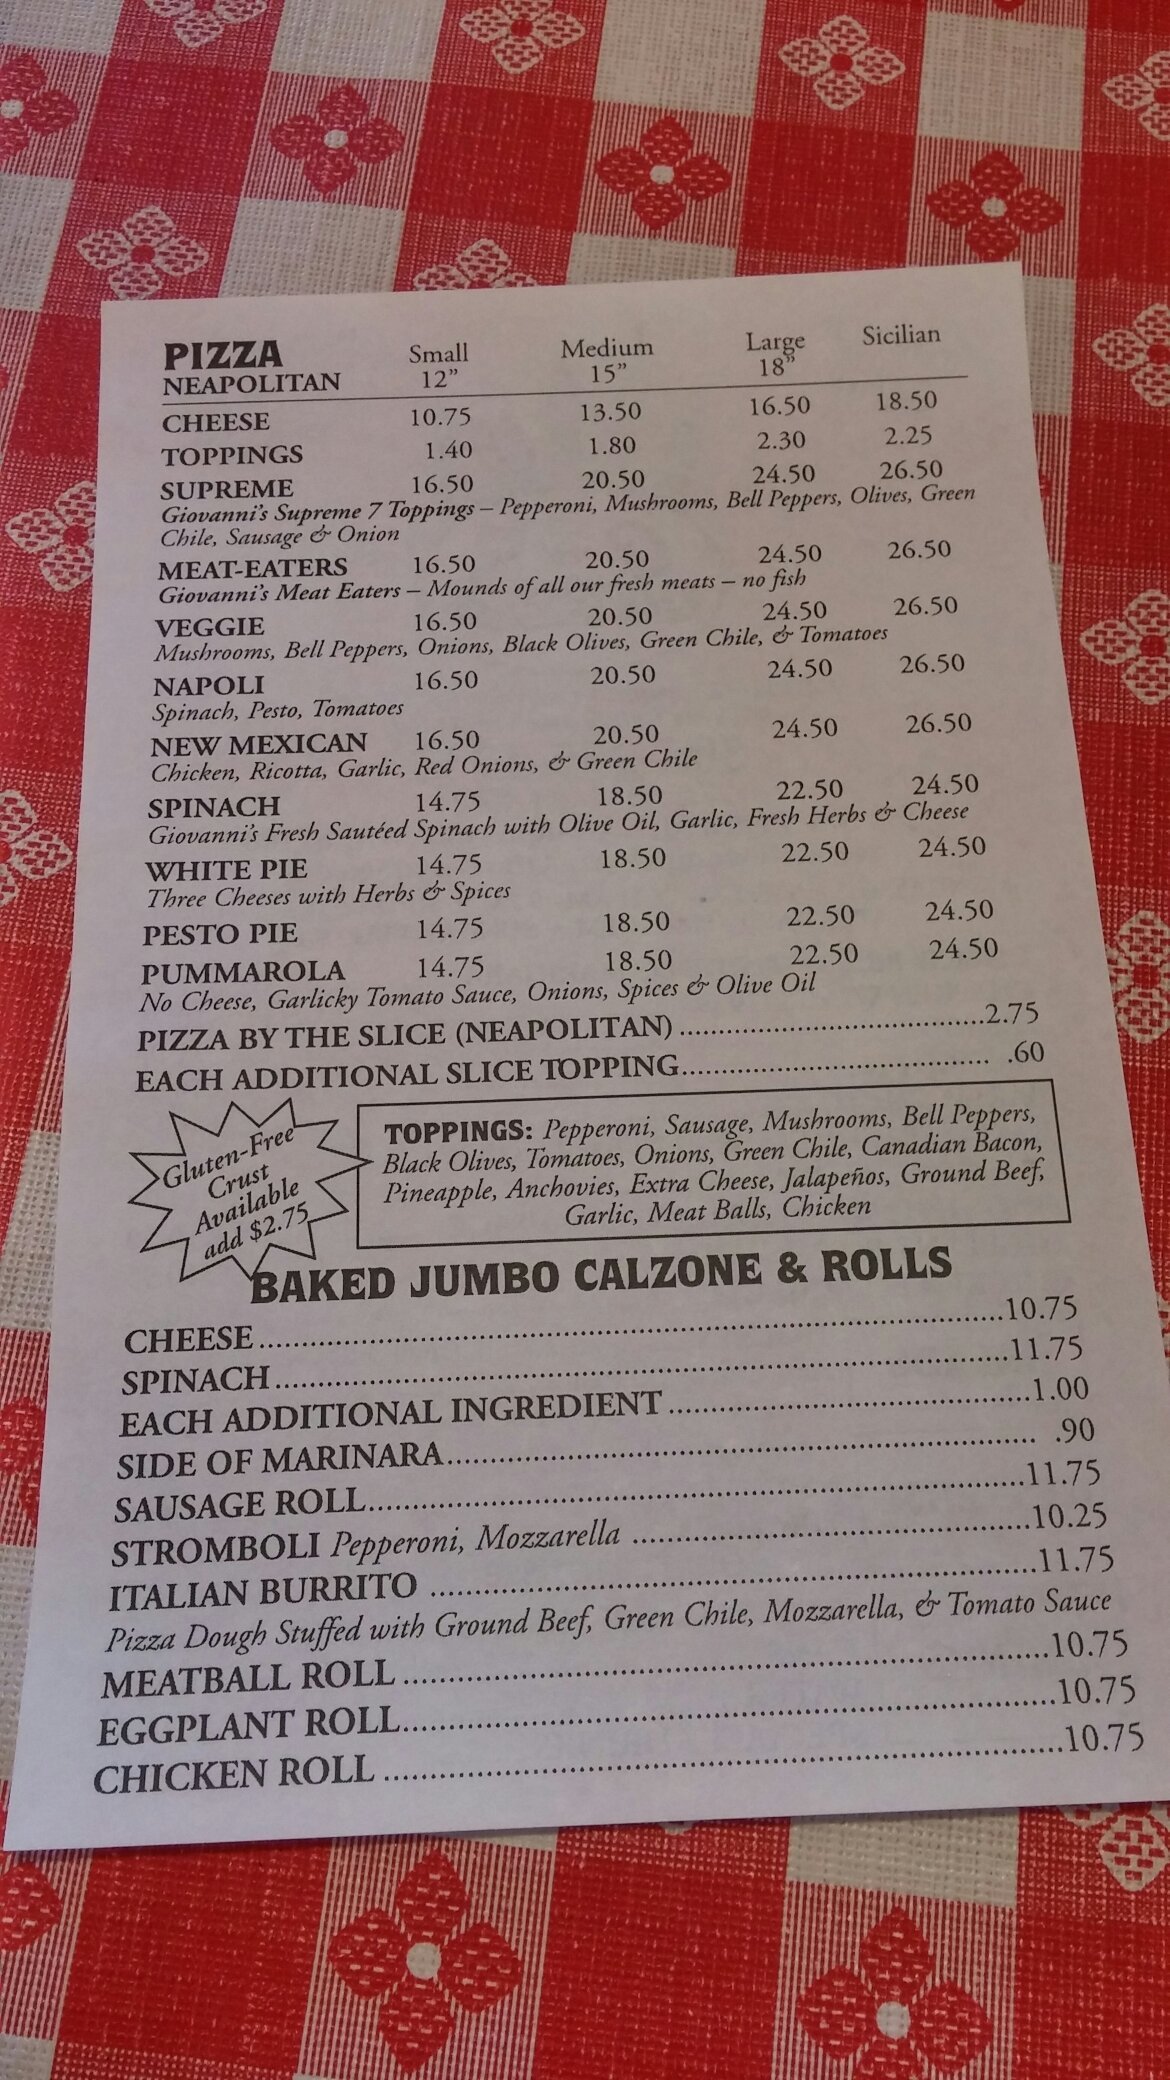 PIZZA Small Medium Large Sicilian
NEAPOLITAN 12" 15" 18"
CHEESE 10.75 13.50 16.50 18.50
TOPPINGS 1.40 1.80 2.30 2.25
SUPREME 16.50 20.50 24.50 26.50
Giovanni's Supreme 7 Toppings – Pepperoni, Mushrooms, Bell Peppers, Olives, Green
Chile, Sausage & Onion
MEAT-EATERS 16.50 20.50 24.50 26.50
Giovanni's Meat Eaters – Mounds of all our fresh meats – no fish
VEGGIE 16.50 20.50 24.50 26.50
Mushrooms, Bell Peppers, Onions, Black Olives, Green Chile, & Tomatoes
NAPOLI 16.50 20.50 24.50 26.50
Spinach, Pesto, Tomatoes
NEW MEXICAN 16.50 20.50 24.50 26.50
Chicken, Ricotta, Garlic, Red Onions, & Green Chile
SPINACH 14.75 18.50 22.50 24.50
Giovanni's Fresh Sautéed Spinach with Olive Oil, Garlic, Fresh Herbs & Cheese
WHITE PIE 14.75 18.50 22.50 24.50
Three Cheeses with Herbs & Spices
PESTO PIE 14.75 18.50 22.50 24.50
PUMMAROLA 14.75 18.50 22.50 24.50
No Cheese, Garlicky Tomato Sauce, Onions, Spices & Olive Oil
PIZZA BY THE SLICE (NEAPOLITAN) ........................................2.75
EACH ADDITIONAL SLICE TOPPING........................................ .60
Gluten-Free
Crust
Available
add $2.75
TOPPINGS: Pepperoni, Sausage, Mushrooms, Bell Peppers,
Black Olives, Tomatoes, Onions, Green Chile, Canadian Bacon,
Pineapple, Anchovies, Extra Cheese, Jalapeños, Ground Beef,
Garlic, Meat Balls, Chicken
BAKED JUMBO CALZONE & ROLLS
CHEESE........................................10.75
SPINACH........................................11.75
EACH ADDITIONAL INGREDIENT........................................1.00
SIDE OF MARINARA........................................ .90
SAUSAGE ROLL........................................11.75
STROMBOLI Pepperoni, Mozzarella ........................................10.25
ITALIAN BURRITO ........................................11.75
Pizza Dough Stuffed with Ground Beef, Green Chile, Mozzarella, & Tomato Sauce
MEATBALL ROLL ........................................10.75
EGGPLANT ROLL........................................10.75
CHICKEN ROLL ........................................10.75